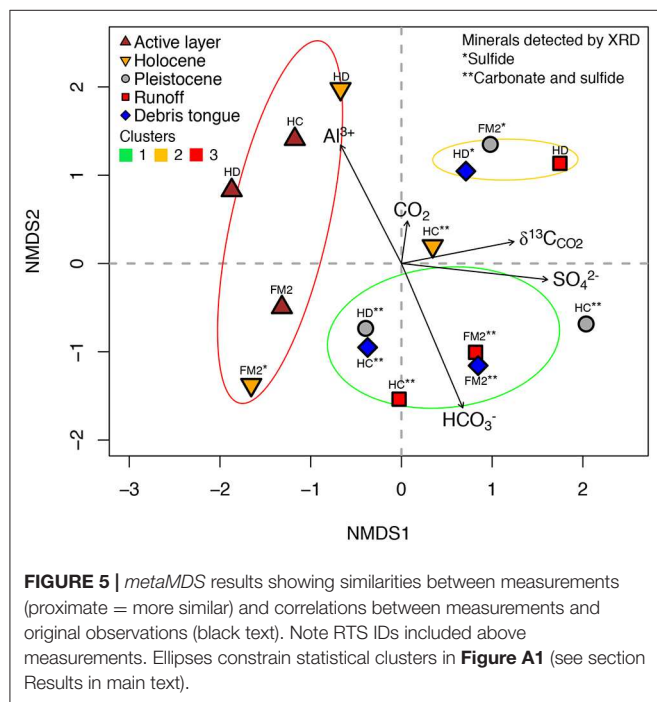 Active layer
Holocene
Pleistocene
Runoff
Debris tongue
Clusters
1 2 3
Minerals detected by XRD
*Sulfide
**Carbonate and sulfide
HD
HC
Al³⁺
HD
FM2*
HD*
HD
CO₂
HC**
δ¹³C_CO2
SO₄²⁻
FM2
HC**
HD**
HC**
FM2**
FM2**
FM2*
HC**
HCO₃⁻
NMDS2
2
1
0
−1
−2
−3 −2 −1 0 1 2
NMDS1
FIGURE 5 | metaMDS results showing similarities between measurements
(proximate = more similar) and correlations between measurements and
original observations (black text). Note RTS IDs included above
measurements. Ellipses constrain statistical clusters in Figure A1 (see section
Results in main text).